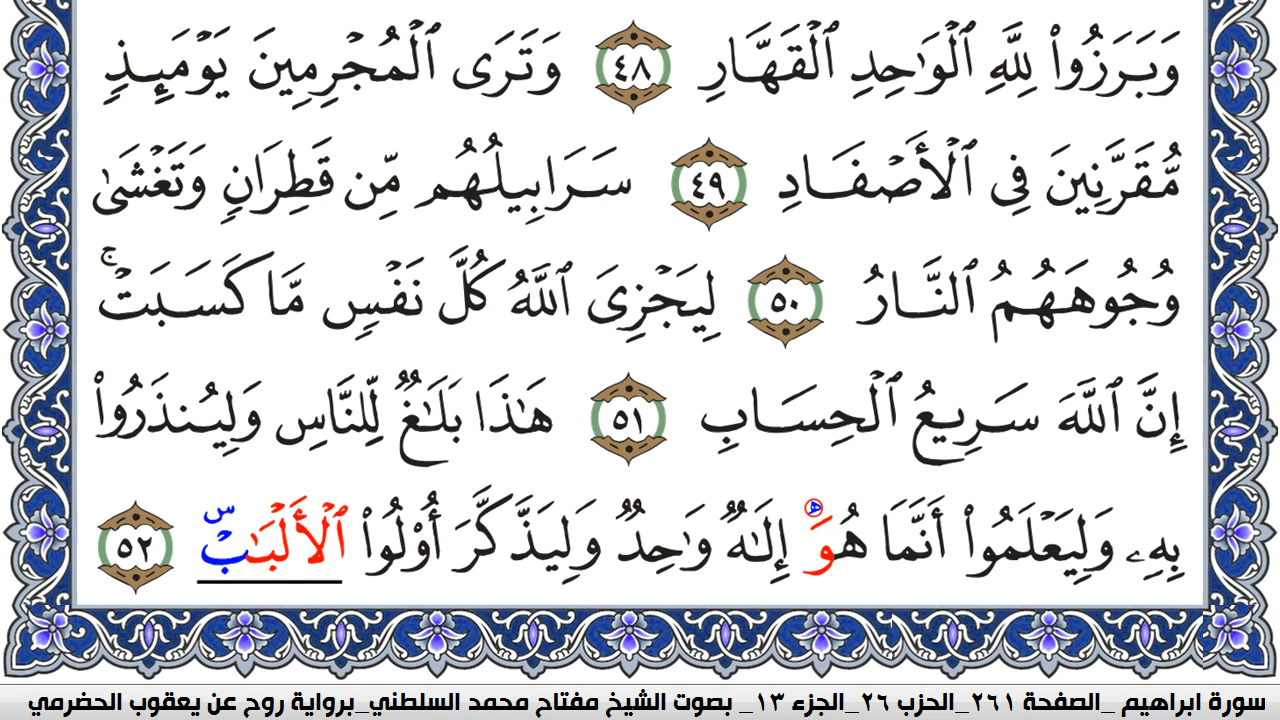 وَبَرَزُوا۟ لِلَّهِ ٱلْوَٰحِدِ ٱلْقَهَّارِ ٤٨ وَتَرَى ٱلْمُجْرِمِينَ يَوْمَئِذٍ
مُّقَرَّنِينَ فِى ٱلْأَصْفَادِ ٤٩ سَرَابِيلُهُم مِّن قَطِرَانٍ وَتَغْشَىٰ
وُجُوهَهُمُ ٱلنَّارُ ٥٠ لِيَجْزِىَ ٱللَّهُ كُلَّ نَفْسٍ مَّا كَسَبَتْ ۚ
إِنَّ ٱللَّهَ سَرِيعُ ٱلْحِسَابِ ٥١ هَٰذَا بَلَٰغٌ لِّلنَّاسِ وَلِيُنذَرُوا۟
بِهِۦ وَلِيَعْلَمُوٓا۟ أَنَّمَا هُوَ إِلَٰهٌ وَٰحِدٌ وَلِيَذَّكَّرَ أُو۟لُوا۟ ٱلْأَلْبَٰبْ س ٥٢
سورة ابراهيم _الصفحة ٢٦١_الحزب ٢٦_الجزء ١٣_ بصوت الشيخ مفتاح محمد السلطني_برواية روح عن يعقوب الحضرمي